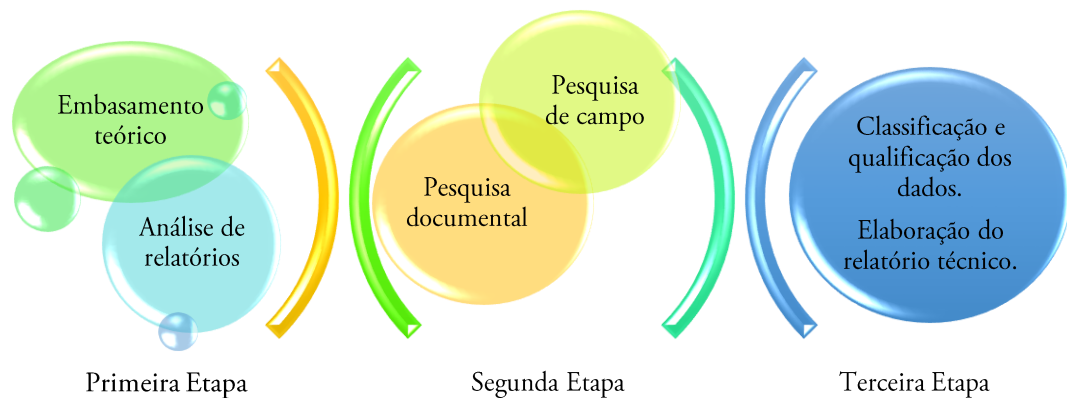 Embasamento
teórico
Análise de
relatórios
Primeira Etapa
Pesquisa
de campo
Pesquisa
documental
Segunda Etapa
Classificação e
qualificação dos
dados.
Elaboração do
relatório técnico.
Terceira Etapa